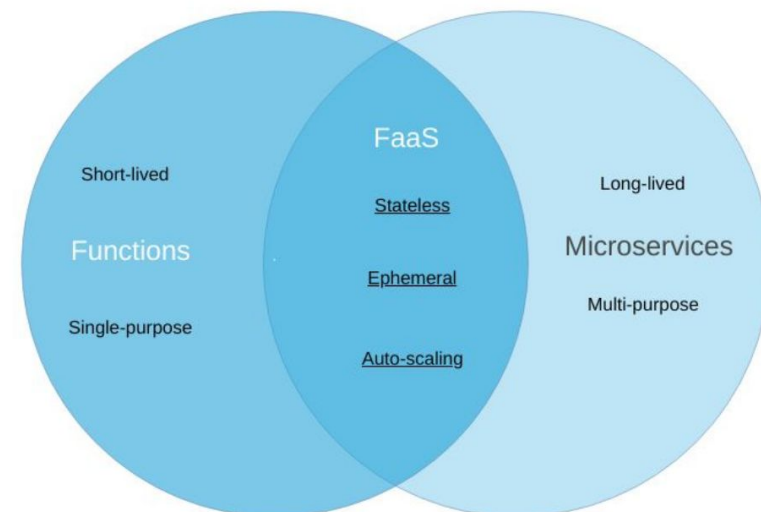 Short-lived
Functions
Single-purpose
FaaS
Stateless
Ephemeral
Auto-scaling
Long-lived
Microservices
Multi-purpose